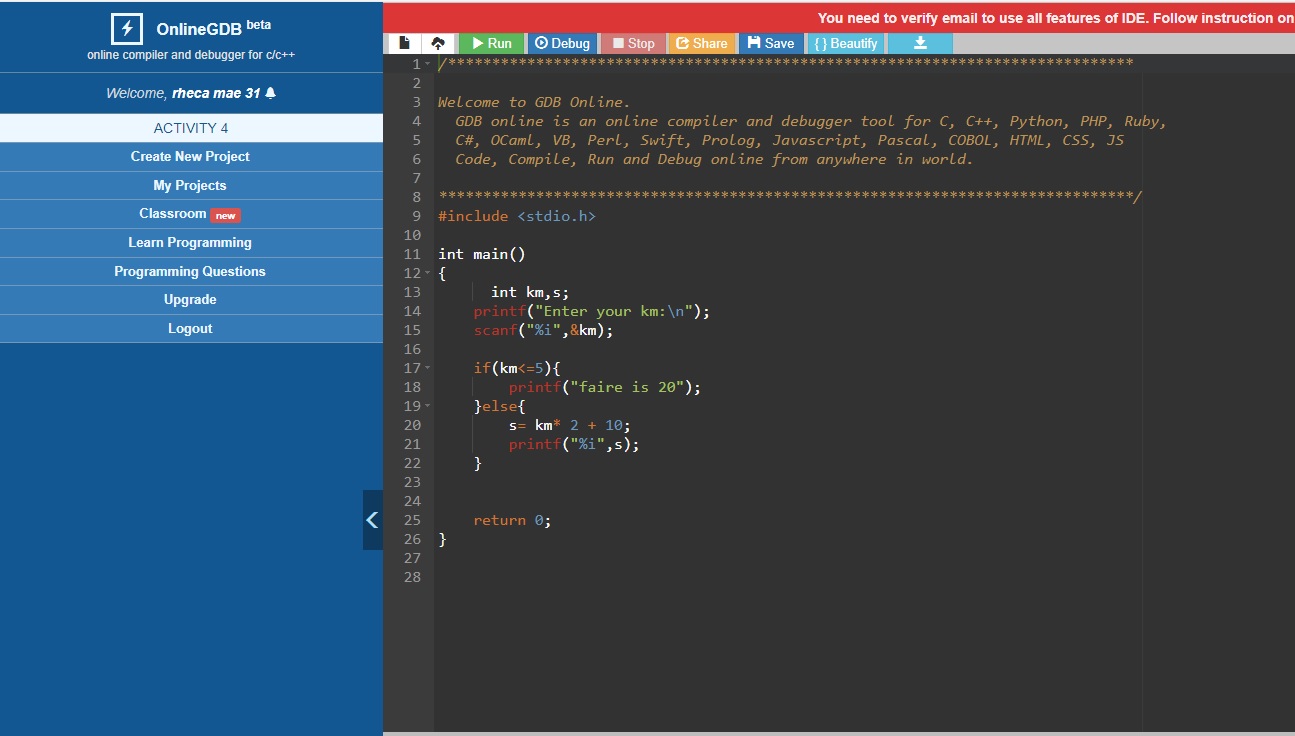 OnlineGDB beta
online compiler and debugger for c/c++
Welcome, rheca mae 31
ACTIVITY 4
Create New Project
My Projects
Classroom new
Learn Programming
Programming Questions
Upgrade
Logout
You need to verify email to use all features of IDE. Follow instruction on
Run Debug Stop Share Save { } Beautify
1 /******************************************************************************
2
3 Welcome to GDB Online.
4 GDB online is an online compiler and debugger tool for C, C++, Python, PHP, Ruby,
5 C#, OCaml, VB, Perl, Swift, Prolog, Javascript, Pascal, COBOL, HTML, CSS, JS
6 Code, Compile, Run and Debug online from anywhere in world.
7
8 *******************************************************************************/
9 #include <stdio.h>
10
11 int main()
12 {
13 int km,s;
14 printf("Enter your km:\n");
15 scanf("%i",&km);
16
17 if(km<=5){
18 printf("faire is 20");
19 }else{
20 s= km* 2 + 10;
21 printf("%i",s);
22 }
23
24
25 return 0;
26 }
27
28